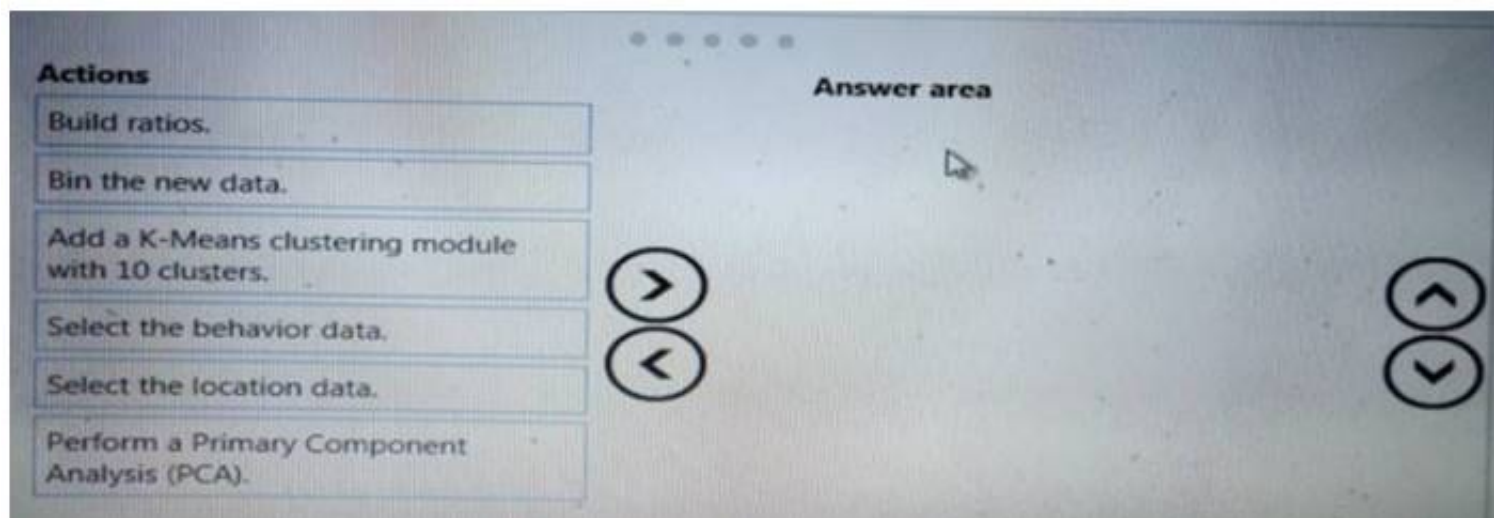 Actions
Answer area
Build ratios.
Bin the new data.
Add a K-Means clustering module
with 10 clusters.
Select the behavior data.
Select the location data.
Perform a Primary Component
Analysis (PCA).